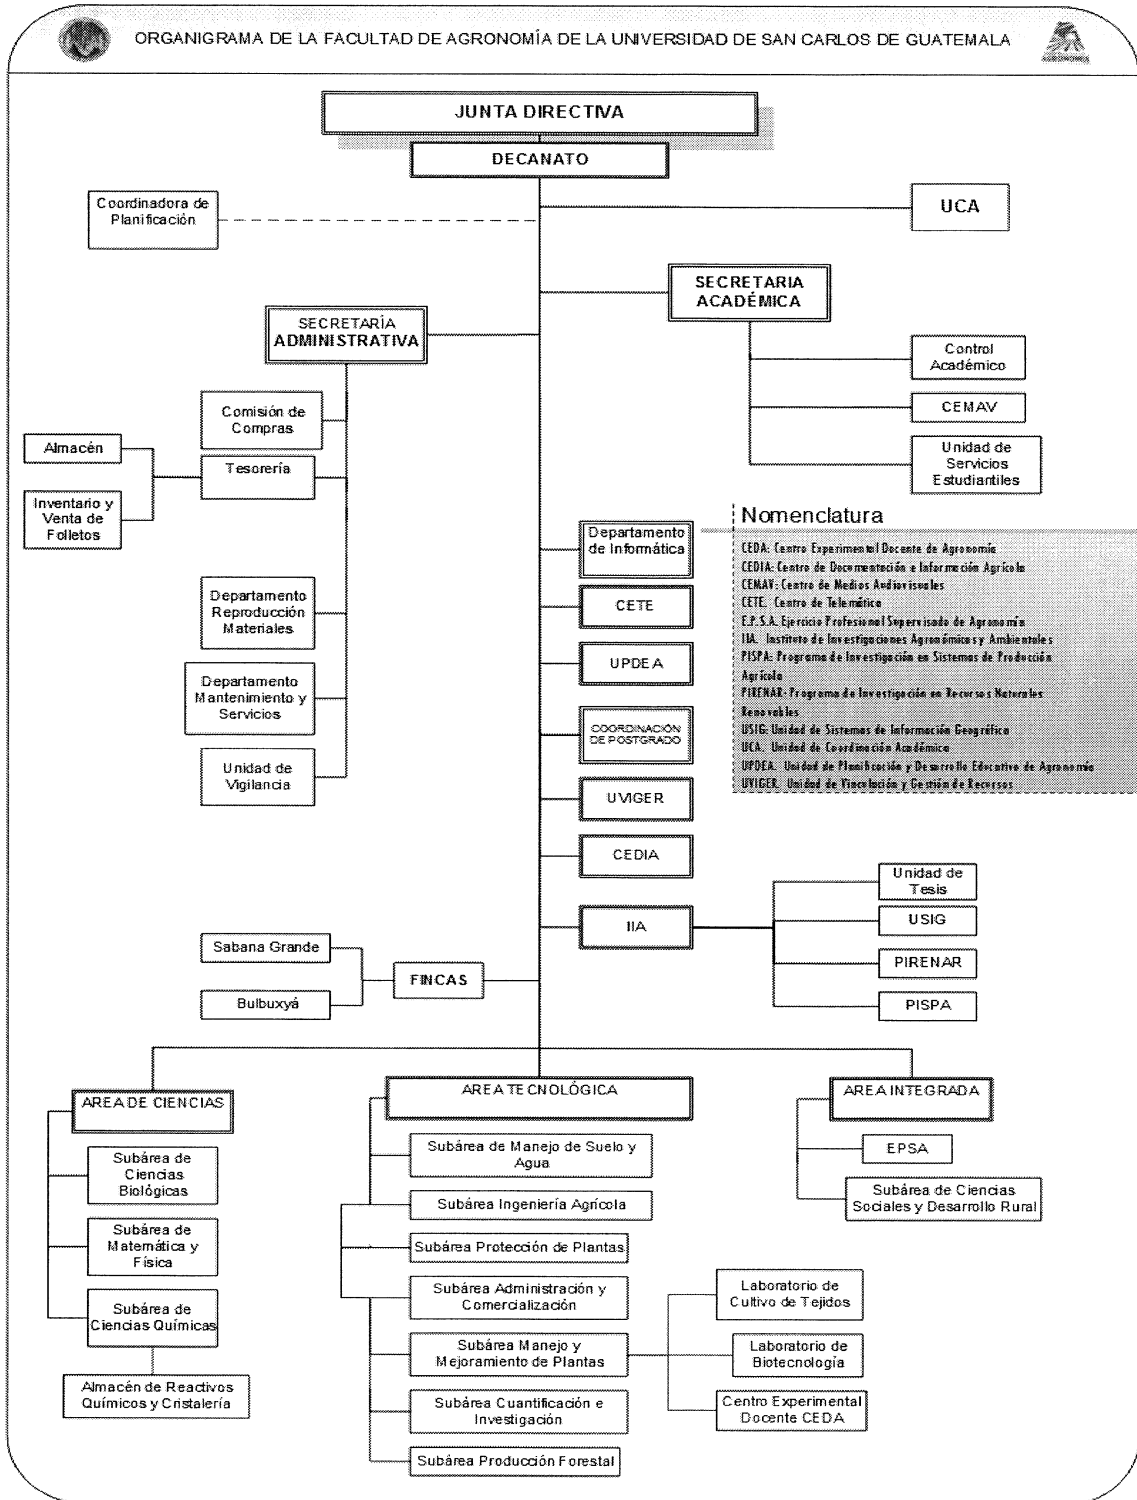 ORGANIGRAMA DE LA FACULTAD DE AGRONOMÍA DE LA UNIVERSIDAD DE SAN CARLOS DE GUATEMALA
AGRONOMIA
JUNTA DIRECTIVA
DECANATO
Coordinadora de
Planificación
UCA
SECRETARIA
ACADÉMICA
SECRETARÍA
ADMINISTRATIVA
Control
Académico
CEMAV
Unidad de
Servicios
Estudiantiles
Comisión de
Compras
Almacén
Tesorería
Inventario y
Venta de
Folletos
Departamento
Reproducción
Materiales
Departamento
Mantenimiento y
Servicios
Unidad de
Vigilancia
Departamento
de Informática
CETE
UPDEA
COORDINACIÓN
DE POSTGRADO
UVIGER
CEDIA
IIA
Nomenclatura
CEDA: Centro Experimental Docente de Agronomía
CEDIA: Centro de Documentación e Información Agrícola
CEMAV: Centro de Medios Audiovisuales
CETE. Centro de Telemática
E.P.S.A. Ejercicio Profesional Supervisado de Agronomía
IIA. Instituto de Investigaciones Agronómicas y Ambientales
PISPA: Programa de Investigación en Sistemas de Producción
Agrícola
PIRENAR- Programa de Investigación en Recursos Naturales
Renovables
USIG: Unidad de Sistemas de Información Geográfica
UCA. Unidad de Coordinación Académica
UPDEA. Unidad de Planificación y Desarrollo Educativo de Agronomía
UVIGER. Unidad de Vinculación y Gestión de Recursos
Unidad de
Tesis
USIG
PIRENAR
PISPA
Sabana Grande
FINCAS
Bulbuxyá
AREA DE CIENCIAS
AREA TECNOLÓGICA
AREA INTEGRADA
Subárea de
Ciencias
Biológicas
Subárea de
Matemática y
Física
Subárea de
Ciencias Químicas
Almacén de Reactivos
Químicos y Cristalería
Subárea de Manejo de Suelo y
Agua
Subárea Ingeniería Agrícola
Subárea Protección de Plantas
Subárea Administración y
Comercialización
Subárea Manejo y
Mejoramiento de Plantas
Subárea Cuantificación e
Investigación
Subárea Producción Forestal
EPSA
Subárea de Ciencias
Sociales y Desarrollo Rural
Laboratorio de
Cultivo de Tejidos
Laboratorio de
Biotecnología
Centro Experimental
Docente CEDA